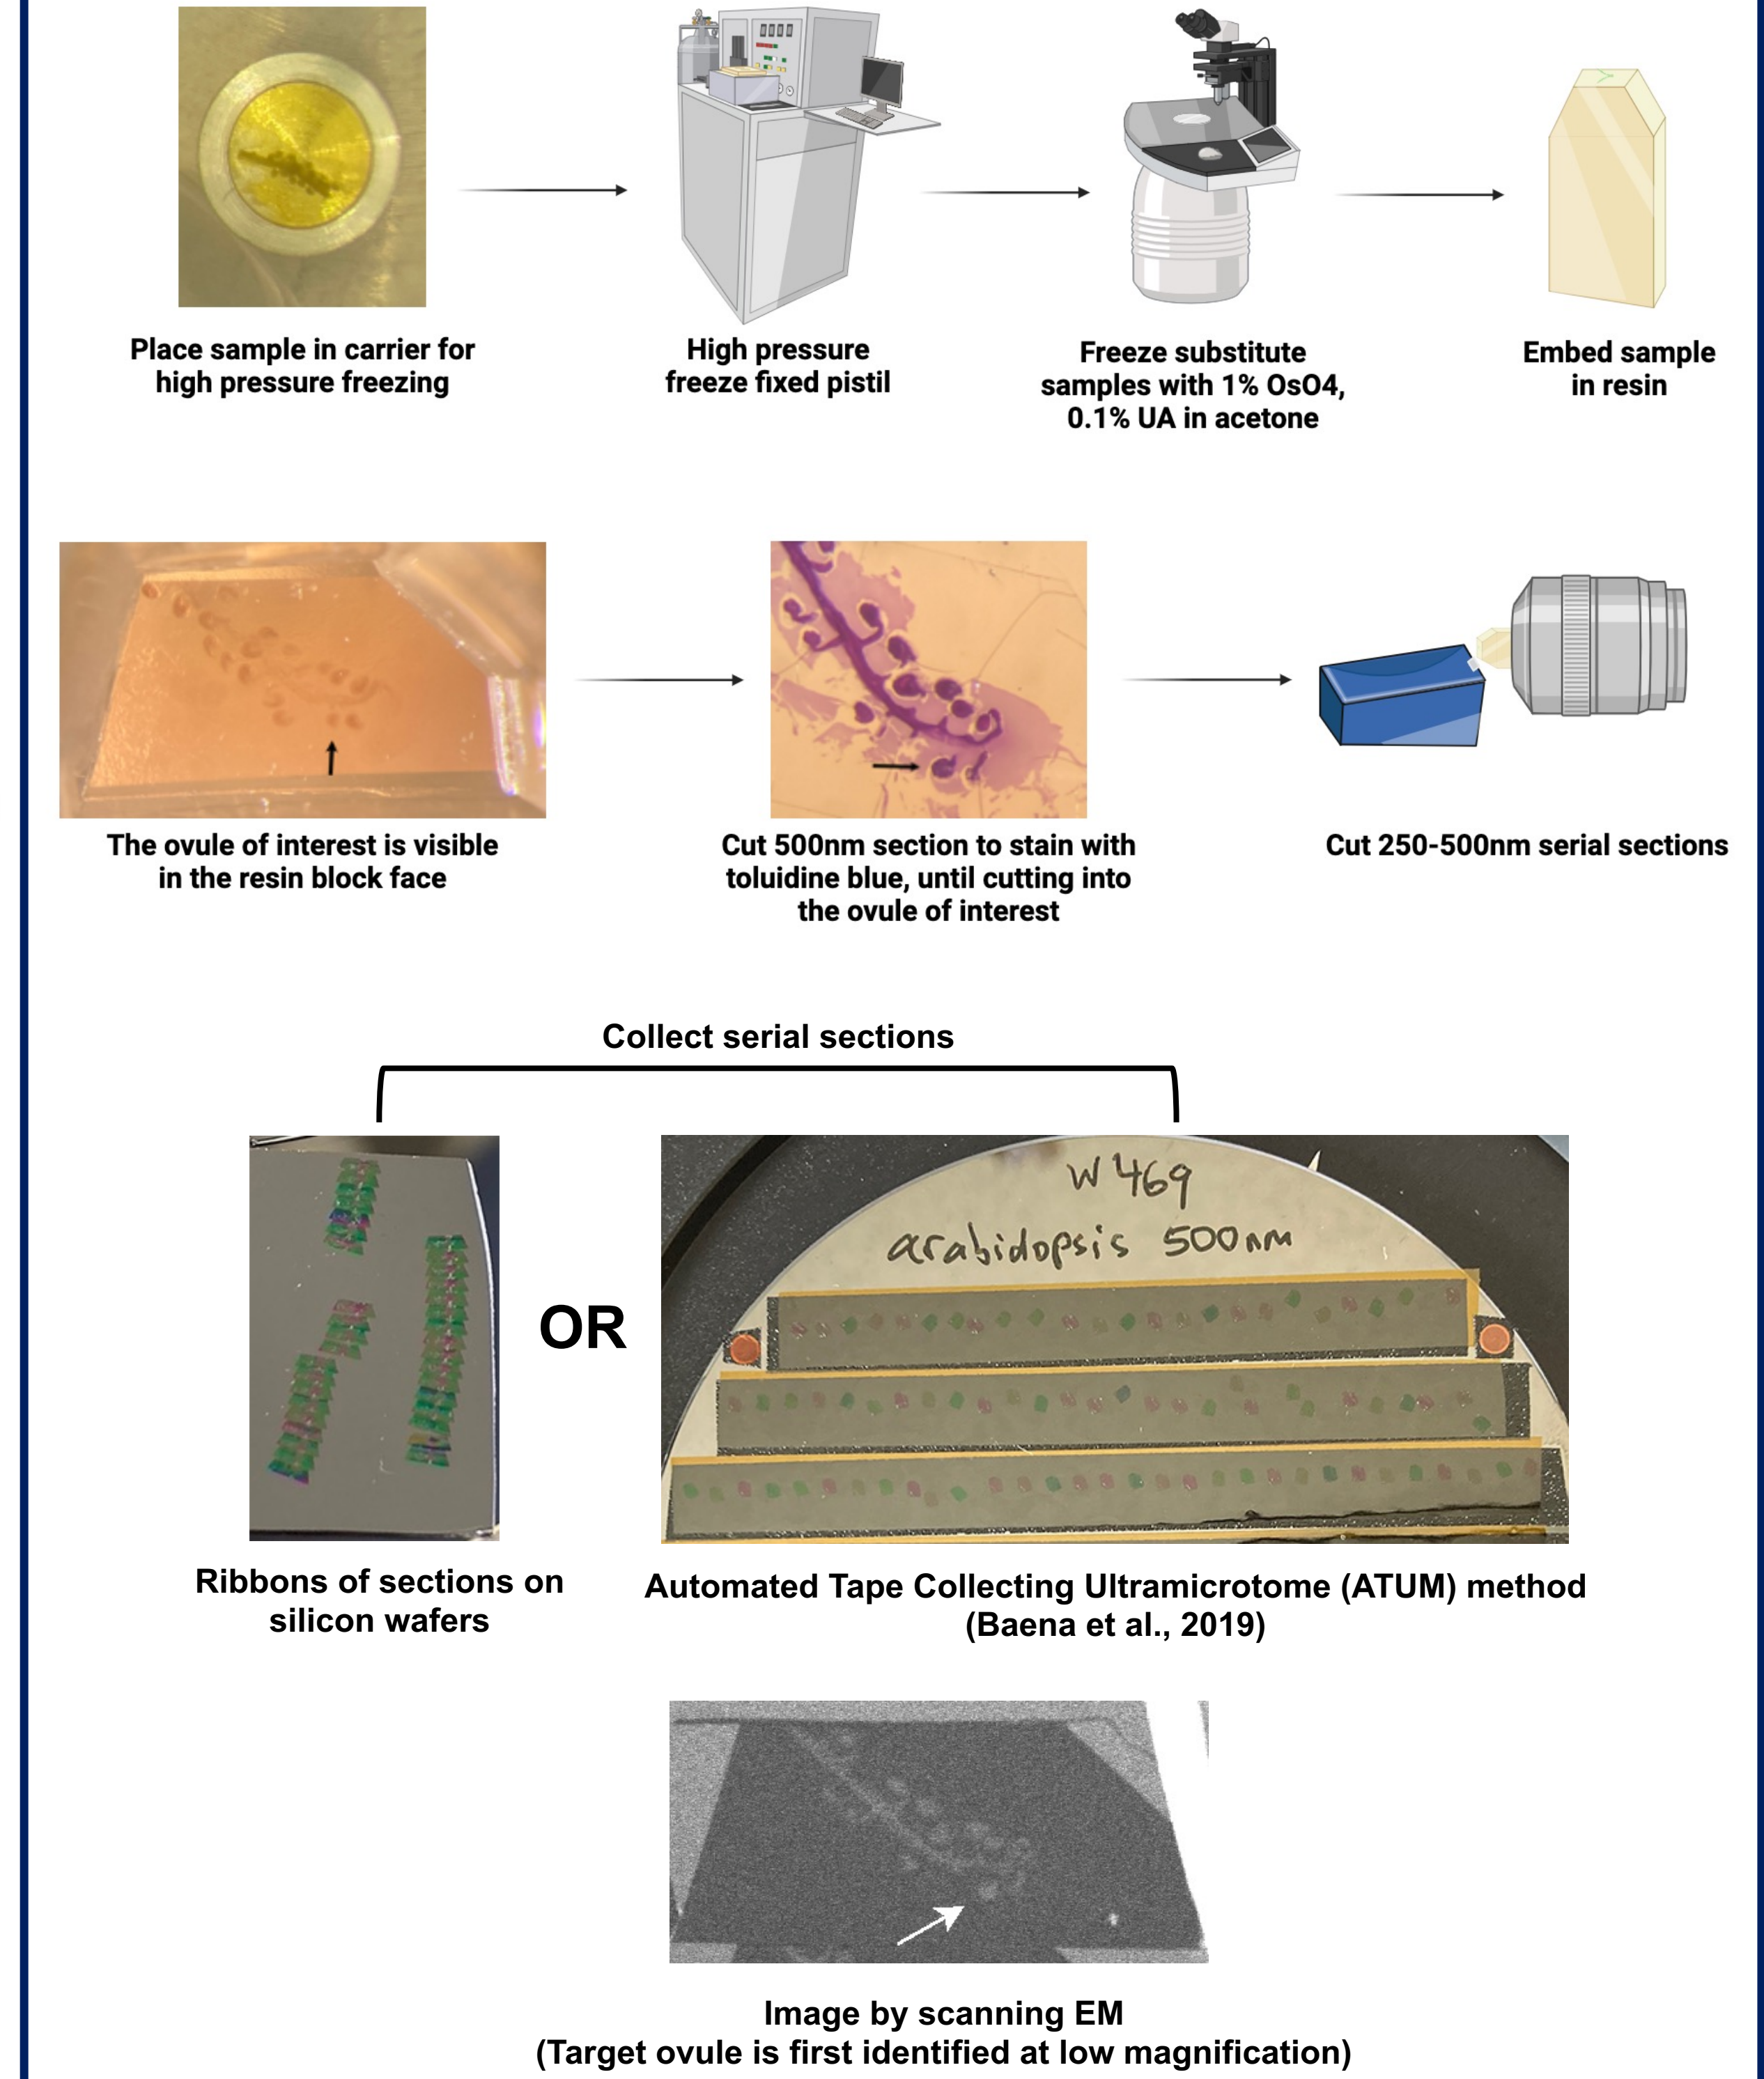 Place sample in carrier for
high pressure freezing
High pressure
freeze fixed pistil
Freeze substitute
samples with 1% OsO4,
0.1% UA in acetone
Embed sample
in resin
The ovule of interest is visible
in the resin block face
Cut 500nm section to stain with
toluidine blue, until cutting into
the ovule of interest
Cut 250-500nm serial sections
Collect serial sections
W 469
arabidopsis 500nm
OR
Ribbons of sections on
silicon wafers
Automated Tape Collecting Ultramicrotome (ATUM) method
(Baena et al., 2019)
Image by scanning EM
(Target ovule is first identified at low magnification)